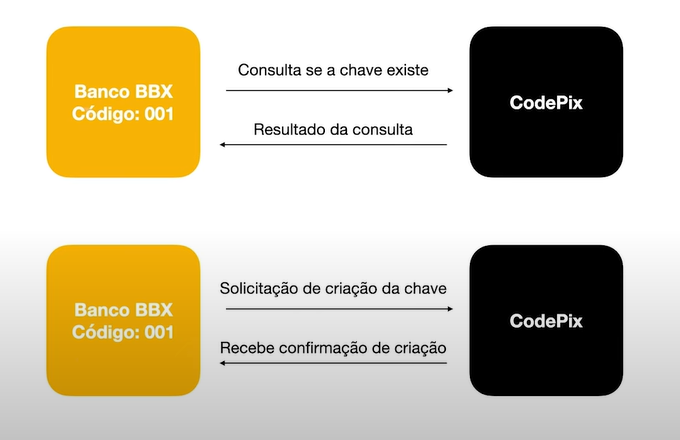 Banco BBX
Código: 001
Consulta se a chave existe
Resultado da consulta
CodePix
Banco BBX
Código: 001
Solicitação de criação da chave
Recebe confirmação de criação
CodePix